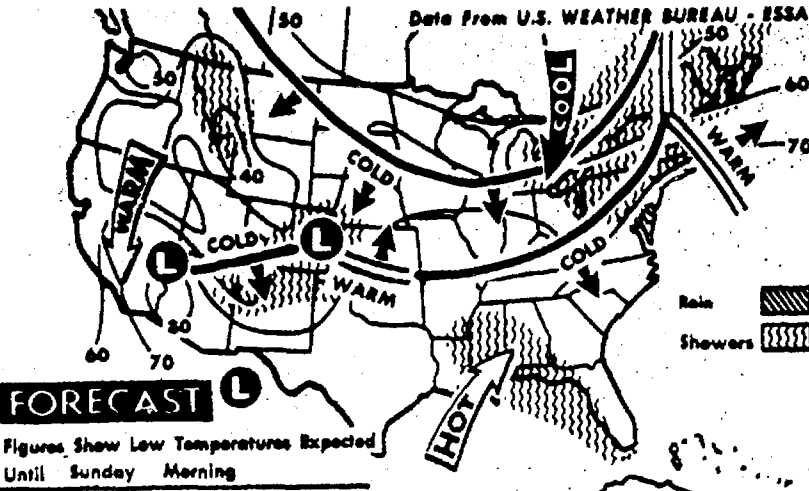 50 Data From U.S. WEATHER BUREAU - ESSA
50
50
60
COOL
WARM
70
COLD
40
WARM
COLD
L
L
WARM
COLD
80
60
70
Rain
Showers
L
HOT
FORECAST
Figures Show Low Temperatures Expected
Until Sunday Morning